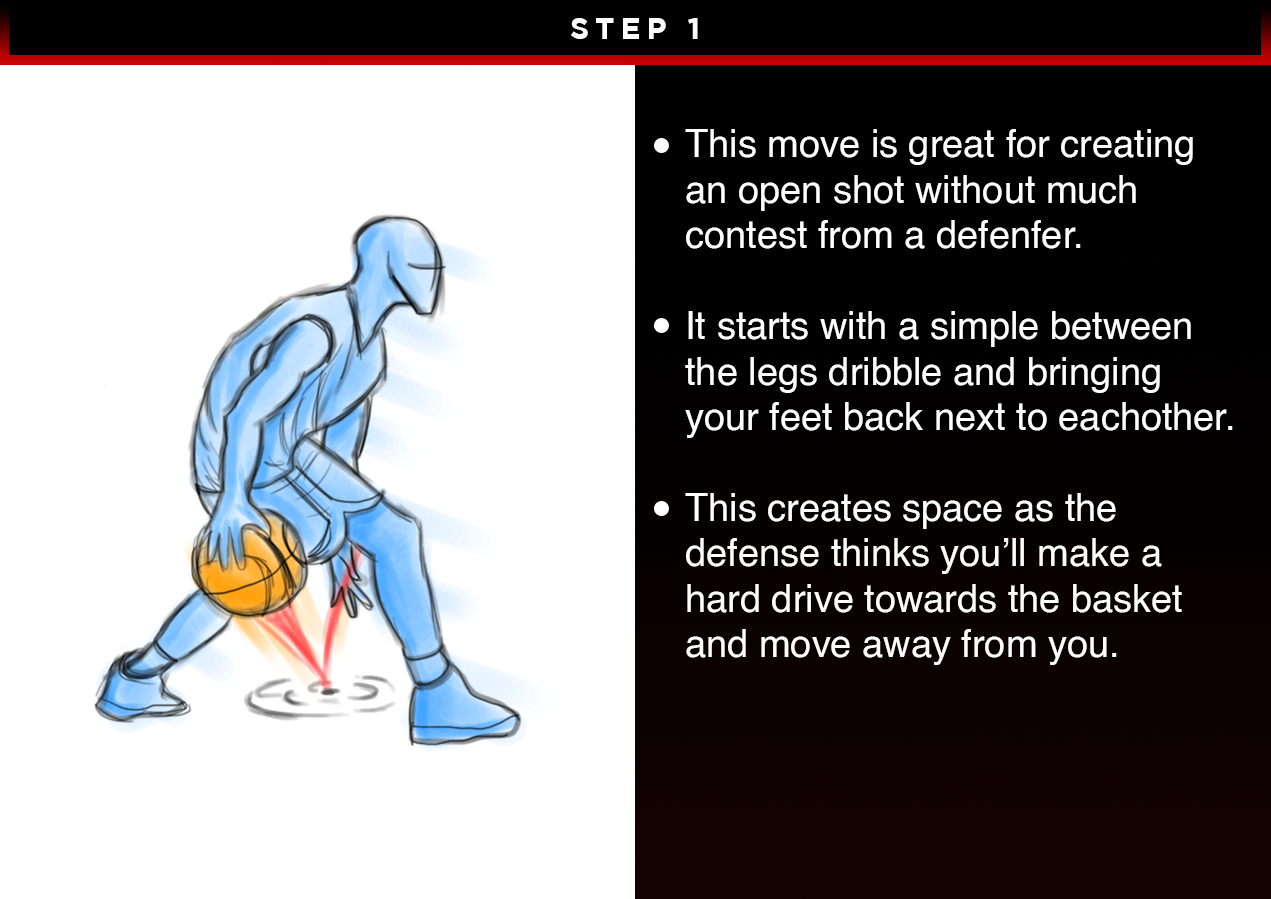 STEP 1
• This move is great for creating
an open shot without much
contest from a defenfer.
• It starts with a simple between
the legs dribble and bringing
your feet back next to eachother.
• This creates space as the
defense thinks you’ll make a
hard drive towards the basket
and move away from you.